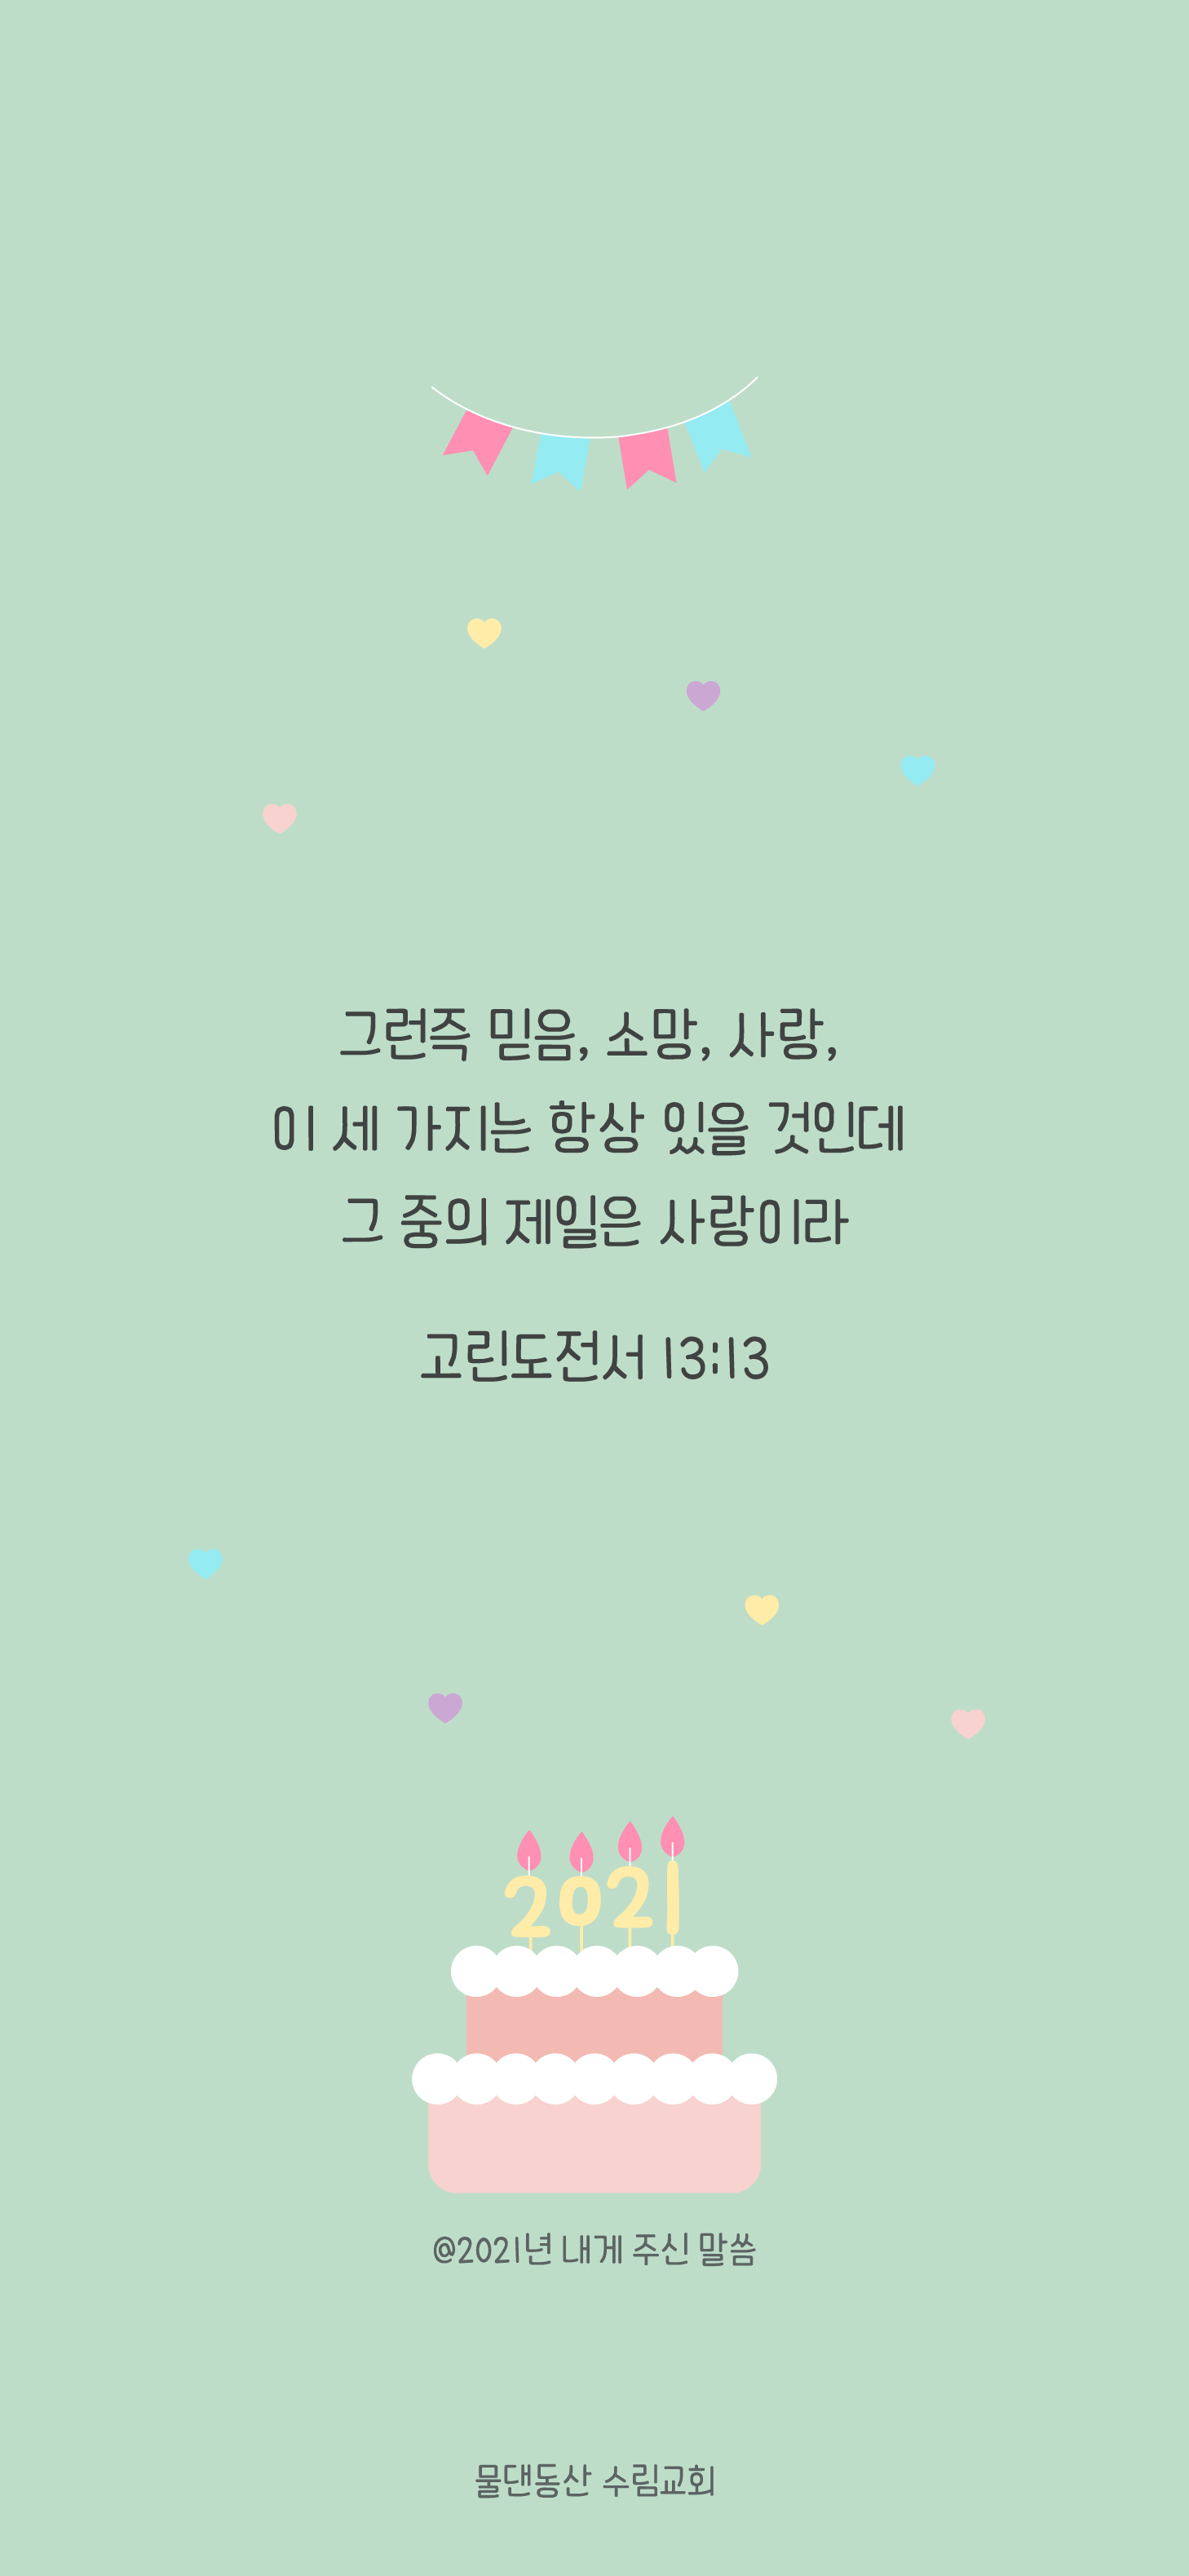 그런즉 믿음, 소망, 사랑,
이 세 가지는 항상 있을 것인데
그 중의 제일은 사랑이라
고린도전서 13:13
2021
@2021년 내게 주신 말씀
물댄동산 수림교회